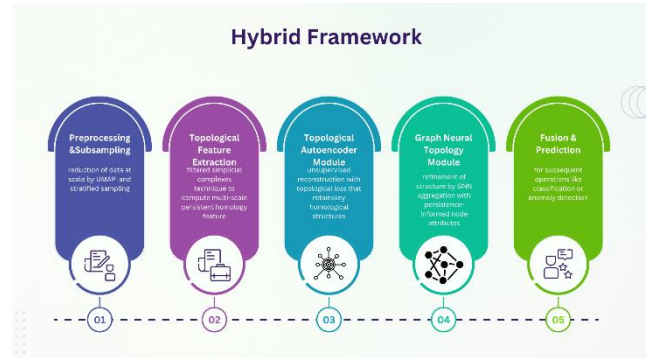 Hybrid Framework
Preprocessing
&Subsampling
reduction of data at
scale by UMAP and
stratified sampling
Topological
Feature
Extraction
filtered simplicial
complexes
technique to
compute multi-scale
persistent homology
feature
Topological
Autoencoder
Module
unsupervised
reconstruction with
topological loss that
retainskey
homological
structures
Graph Neural
Topology
Module
refinement of
structure by GNN
aggregation with
persistence-
informed node
attributes
Fusion &
Prediction
for subsequent
operations like
classification or
anomaly detection
01
02
03
04
05